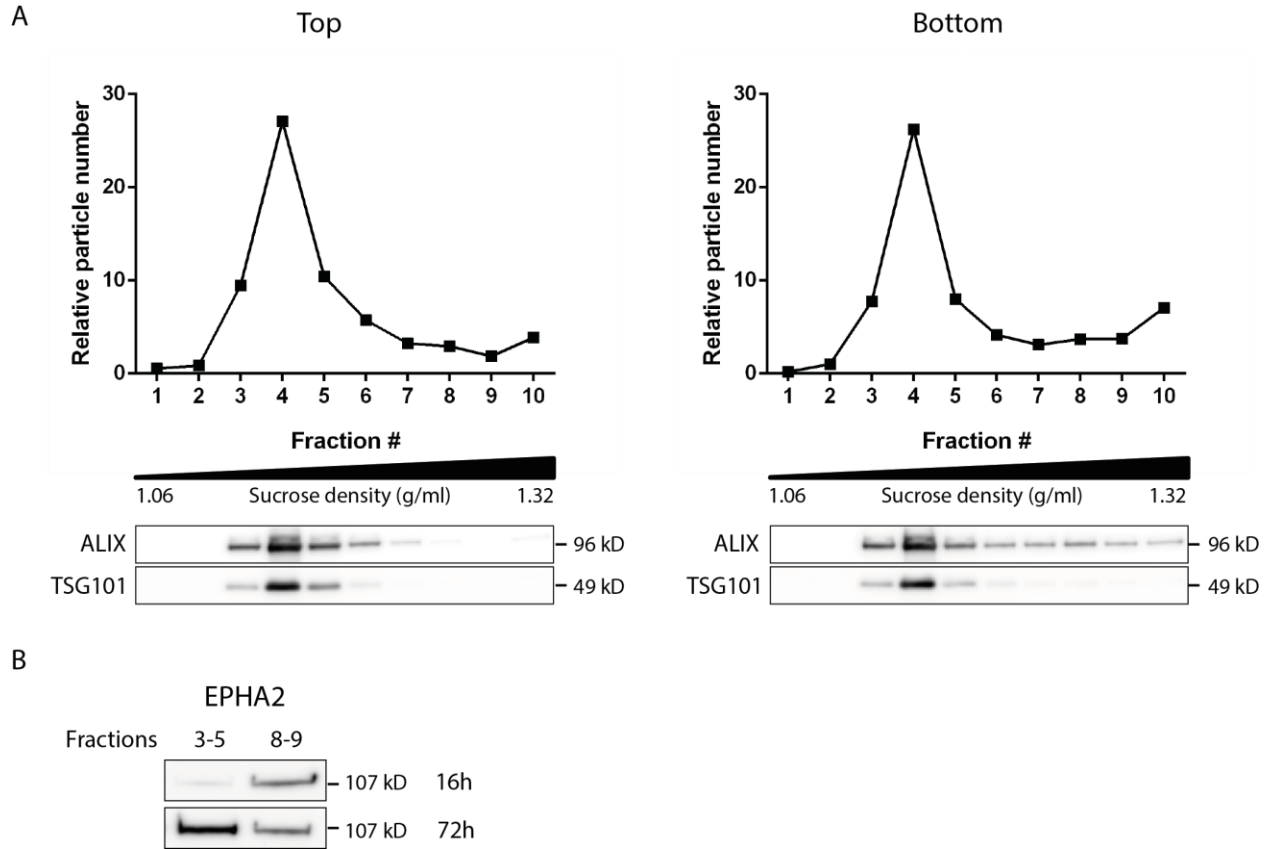 A
Top
Bottom
30
20
10
0
Relative particle number
1 2 3 4 5 6 7 8 9 10
Fraction #
1.06 Sucrose density (g/ml) 1.32
ALIX 96 kD
TSG101 49 kD
30
20
10
0
Relative particle number
1 2 3 4 5 6 7 8 9 10
Fraction #
1.06 Sucrose density (g/ml) 1.32
ALIX 96 kD
TSG101 49 kD
B
EPHA2
Fractions 3-5 8-9
107 kD 16h
107 kD 72h